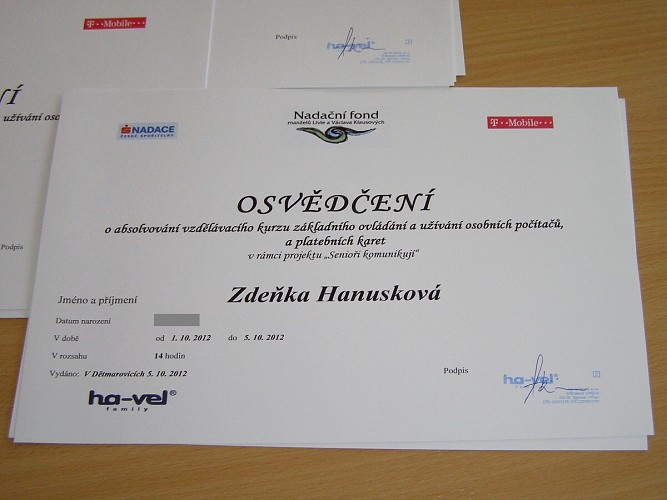 T··Mobile···
Podpis
ha-vel
Í
užívání oso
Podpis
NADACE
ČESKÉ SPOŘITELNY
Nadační fond
manželů Livie a Václava Klausových
T··Mobile···
OSVĚDČENÍ
o absolvování vzdělávacího kurzu základního ovládání a užívání osobních počítačů,
a platebních karet
v rámci projektu „Senioři komunikují“
Jméno a příjmení Zdeňka Hanusková
Datum narození
V době od 1. 10. 2012 do 5. 10. 2012
V rozsahu 14 hodin
Vydáno: V Dětmarovicích 5. 10. 2012
Podpis
ha-vel
ha-vel®
family